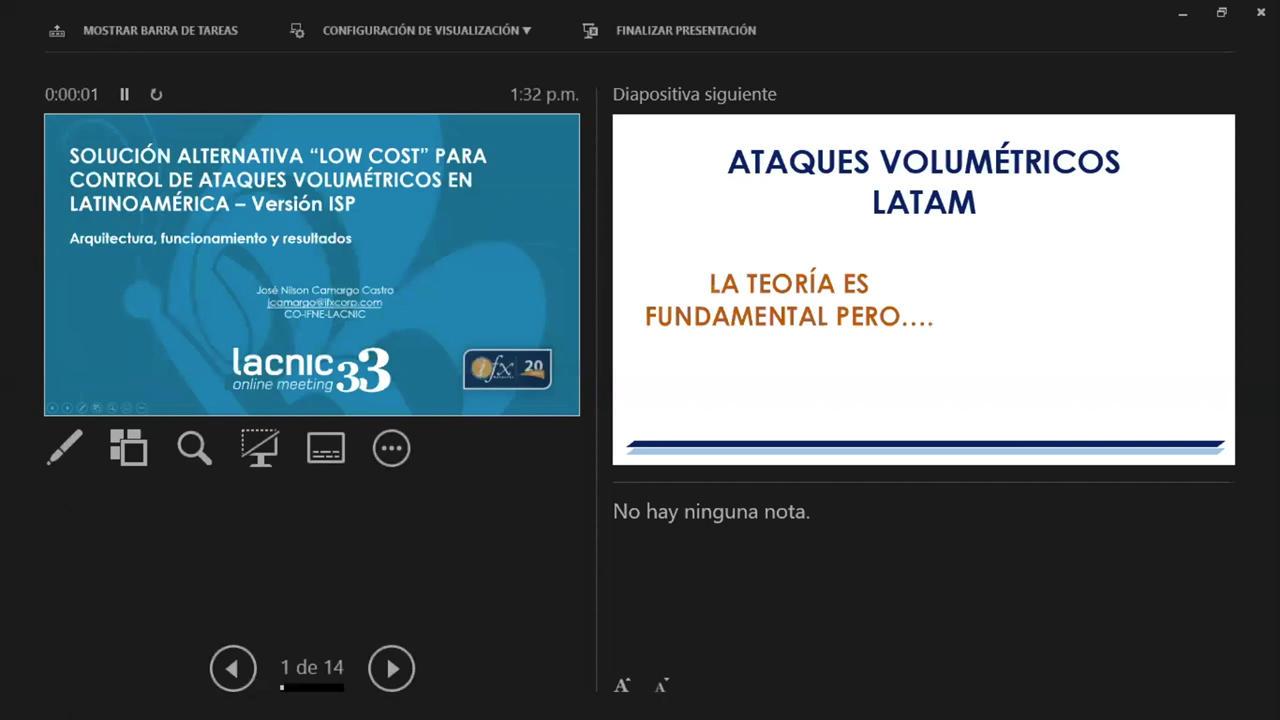 MOSTRAR BARRA DE TAREAS
CONFIGURACIÓN DE VISUALIZACIÓN ▼
FINALIZAR PRESENTACIÓN
0:00:01
1:32 p.m.
SOLUCIÓN ALTERNATIVA “LOW COST” PARA
CONTROL DE ATAQUES VOLUMÉTRICOS EN
LATINOAMÉRICA – Versión ISP
Arquitectura, funcionamiento y resultados
José Nilson Camargo Castro
jcamargo@ifxcorp.com
CO-IFNE-LACNIC
lacnic 33
online meeting
ifx
20
1 de 14
Diapositiva siguiente
ATAQUES VOLUMÉTRICOS
LATAM
LA TEORÍA ES
FUNDAMENTAL PERO....
No hay ninguna nota.
A A